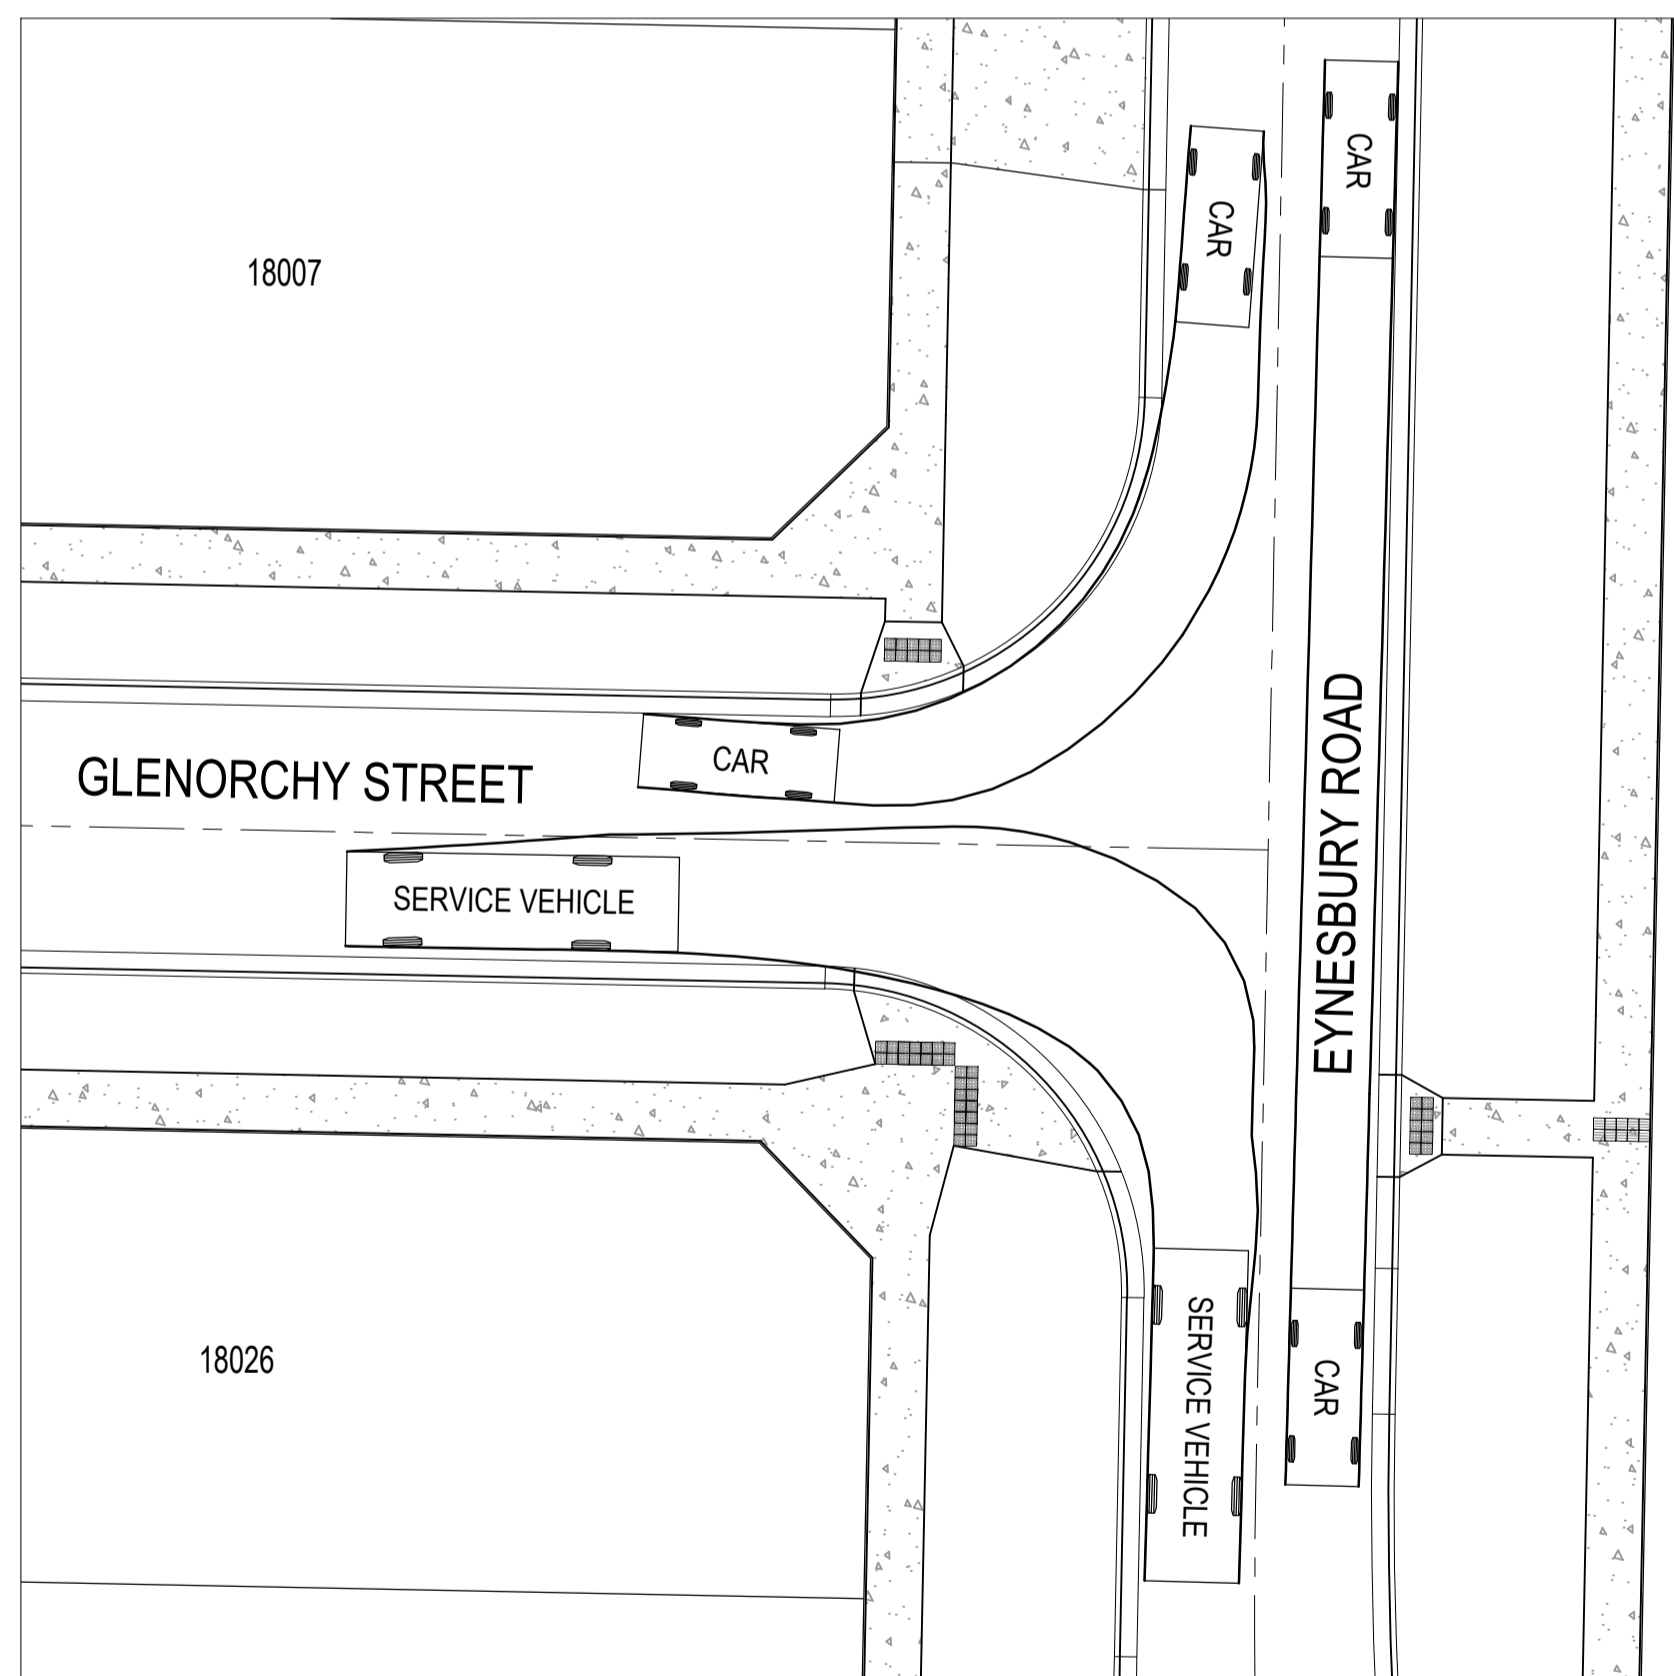 CAR
CAR
18007
CAR
GLENORCHY STREET
EYNESBURY ROAD
SERVICE VEHICLE
18026
SERVICE VEHICLE
CAR